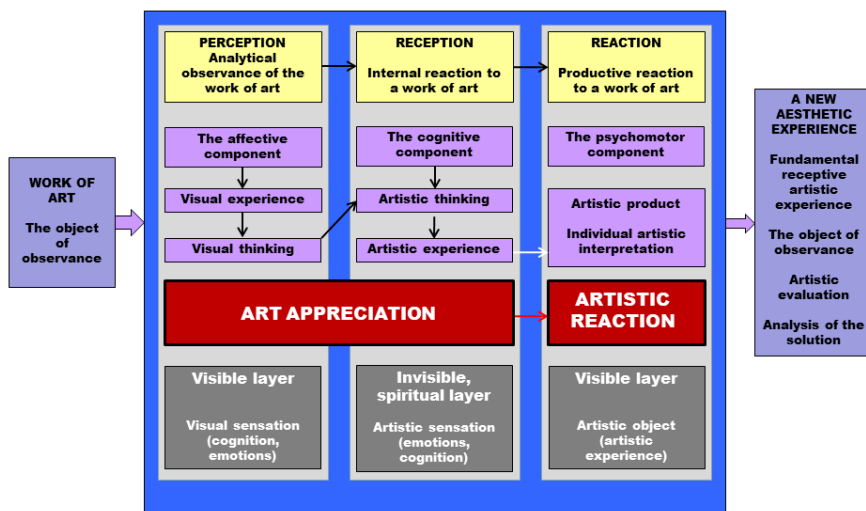 WORK OF
ART
The object
of
observance
PERCEPTION
Analytical
observance of the
work of art
The affective
component
Visual experience
Visual thinking
RECEPTION
Internal reaction to
a work of art
The cognitive
component
Artistic thinking
Artistic experience
REACTION
Productive reaction
to a work of art
The psychomotor
component
Artistic product
Individual artistic
interpretation
ART APPRECIATION
ARTISTIC
REACTION
Visible layer
Visual sensation
(cognition,
emotions)
Invisible,
spiritual layer
Artistic sensation
(emotions,
cognition)
Visible layer
Artistic object
(artistic
experience)
A NEW
AESTHETIC
EXPERIENCE
Fundamental
receptive
artistic
experience
The object of
observance
Artistic
evaluation
Analysis of the
solution